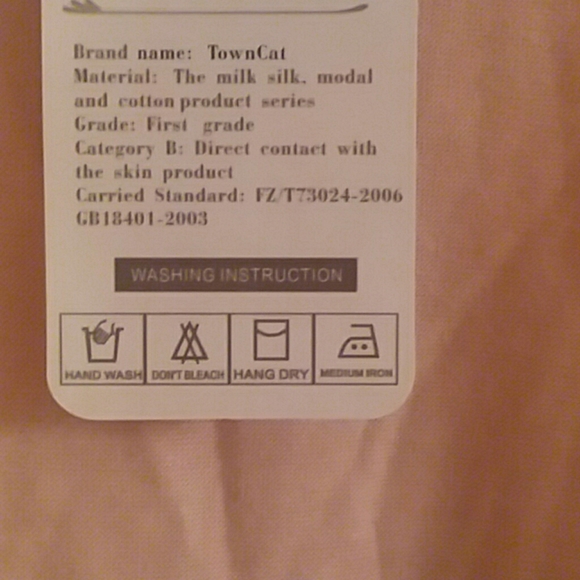 Brand name: TownCat
Material: The milk silk. modal
and cotton product series
Grade: First grade
Category B: Direct contact with
the skin product
Carried Standard: FZ/T73024-2006
GB18401-2003
WASHING INSTRUCTION
HAND WASH DON'T BLEACH HANG DRY MEDIUM IRON